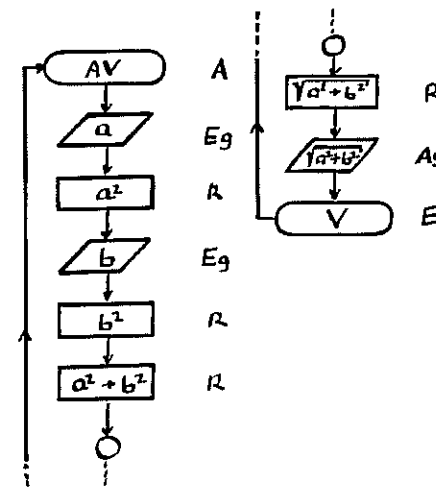 AV A
a Eg
a² R
b Eg
b² R
a² + b² R
√a² + b² R
√a²+b² Ag
V E